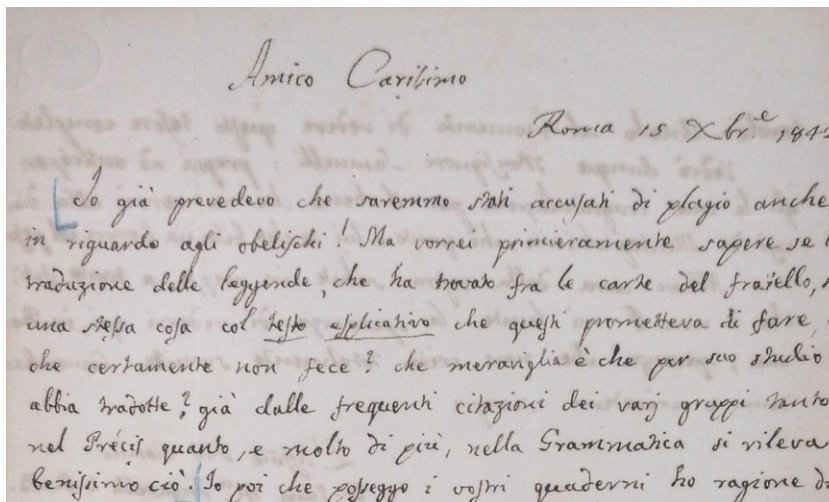 Amico Carissimo
Roma 15 Xbr.e 1842
Io già prevedevo che saremmo stati accusati di plagio anche
in riguardo agli obelischi! Ma vorrei primieramente sapere se
traduzione delle leggende, che ha trovato fra le carte del fratello,
una stessa cosa col testo esplicativo che questi prometteva di fare,
che certamente non fece? che meraviglia è che per suo studio
abbia tradotte? già dalle frequenti citazioni dei varj gruppi tanto
nel Précis quanto, e molto di più, nella Grammatica si rileva
benissimo ciò. Io poi che posseggo i vostri quaderni ho ragione di